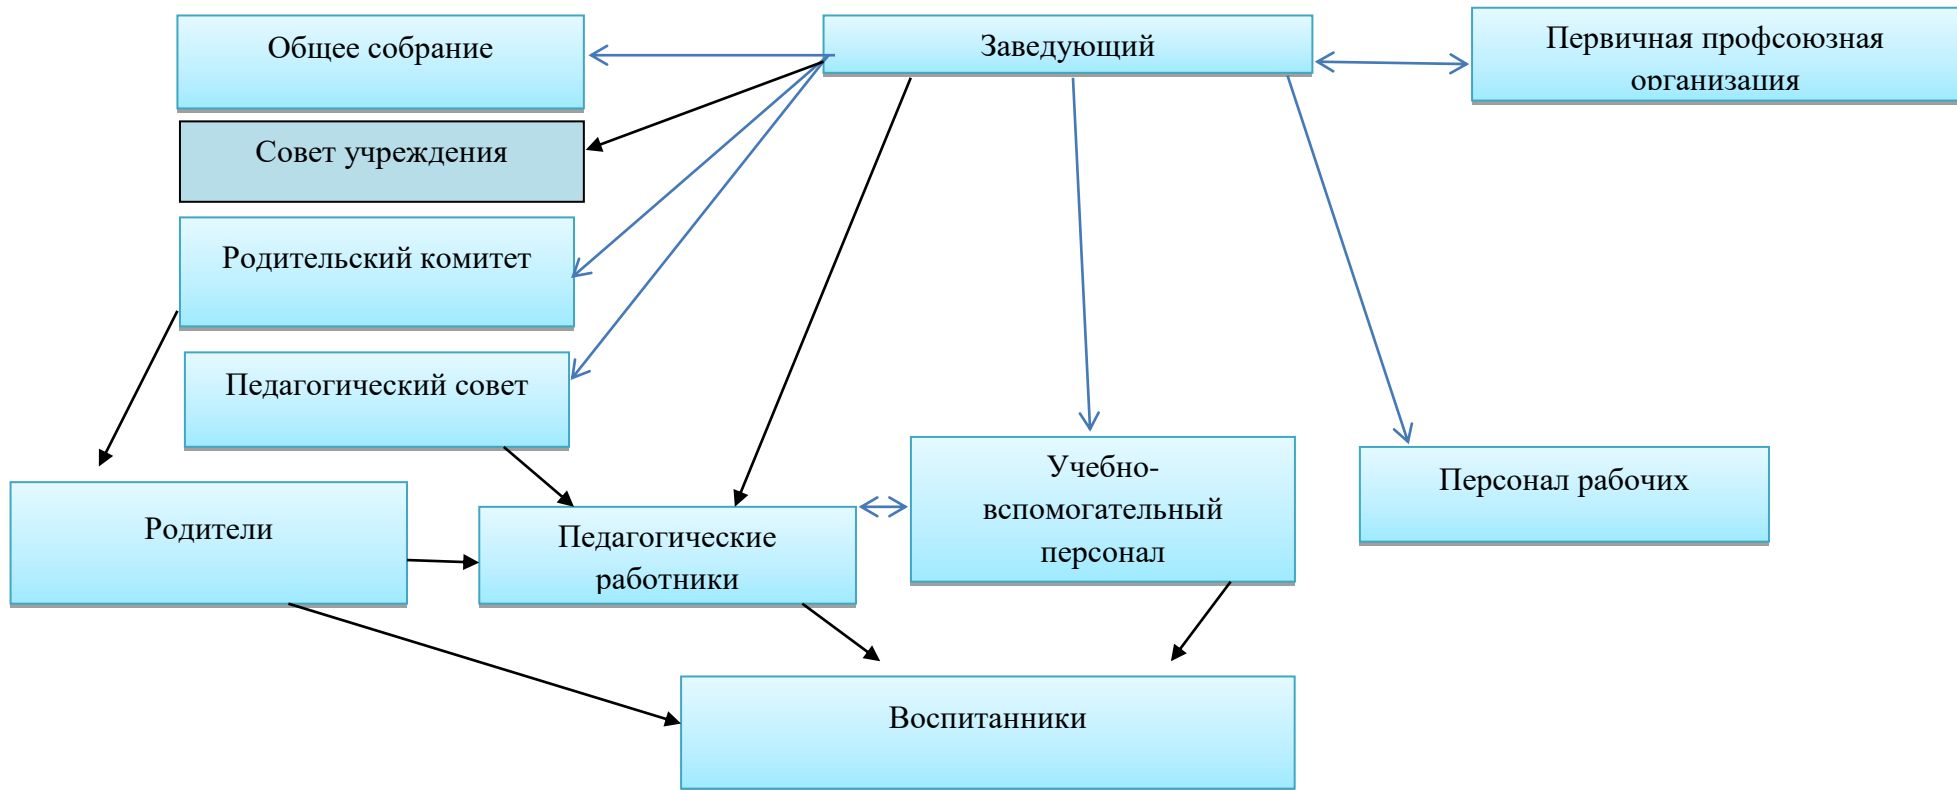 Общее собрание
Заведующий
Первичная профсоюзная
организация
Совет учреждения
Родительский комитет
Педагогический совет
Учебно-
вспомогательный
персонал
Персонал рабочих
Родители
Педагогические
работники
Воспитанники